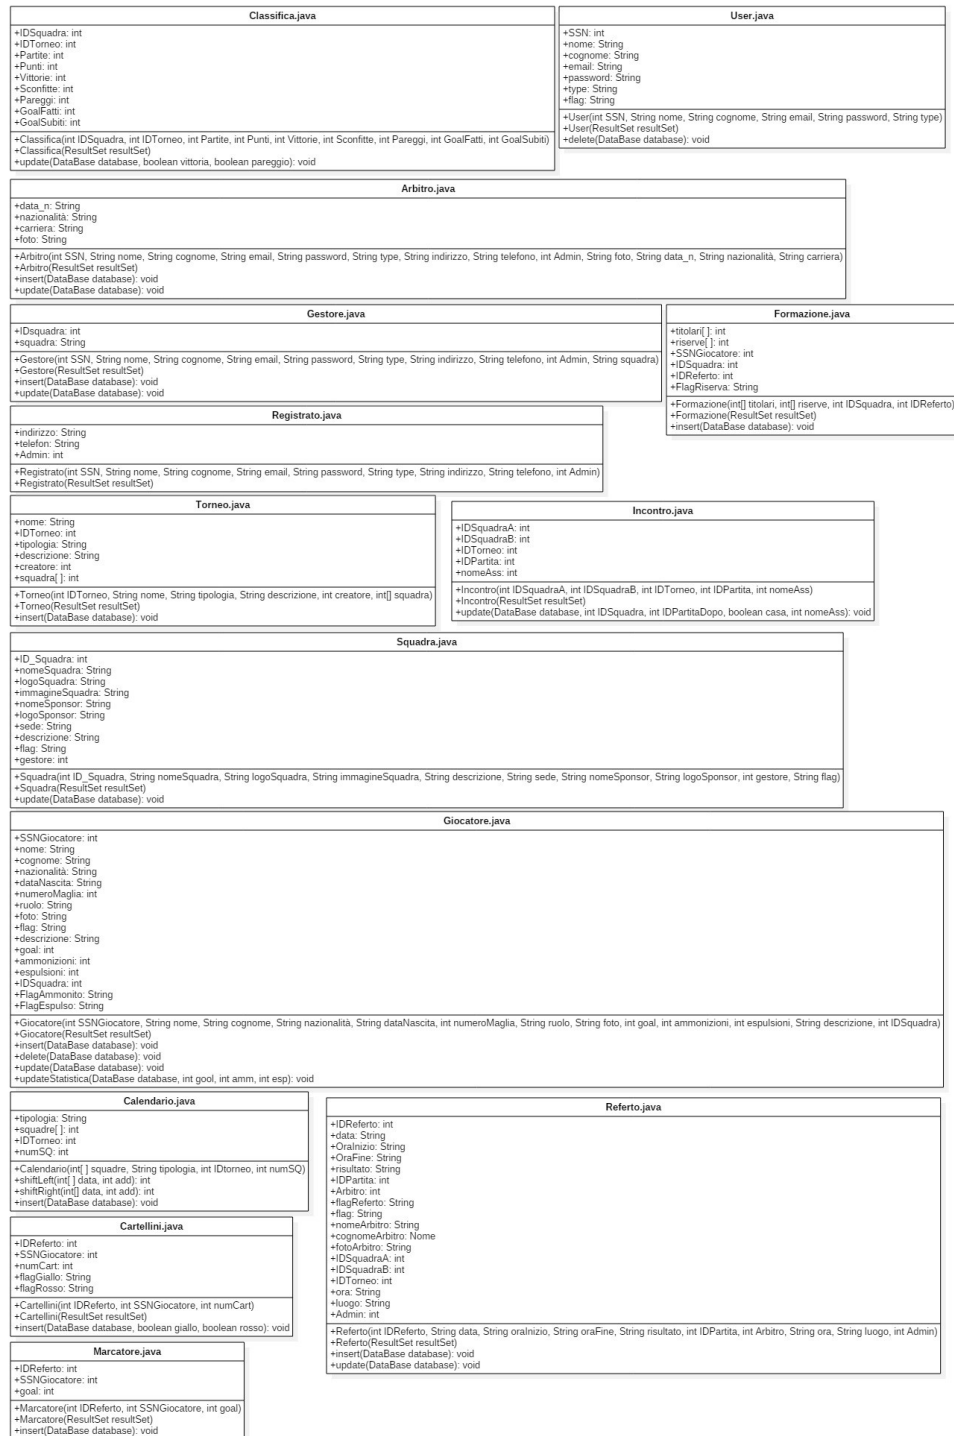 Classifica.java
+IDSquadra: int
+IDTorneo: int
+Partite: int
+Punti: int
+Vittorie: int
+Sconfitte: int
+Pareggi: int
+GoalFatti: int
+GoalSubiti: int
+Classifica(int IDSquadra, int IDTorneo, int Partite, int Punti, int Vittorie, int Sconfitte, int Pareggi, int GoalFatti, int GoalSubiti)
+Classifica(ResultSet resultSet)
+update(DataBase database, boolean vittoria, boolean pareggio): void
User.java
+SSN: int
+nome: String
+cognome: String
+email: String
+password: String
+type: String
+flag: String
+User(int SSN, String nome, String cognome, String email, String password, String type)
+User(ResultSet resultSet)
+delete(DataBase database): void
Arbitro.java
+data_n: String
+nazionalità: String
+carriera: String
+foto: String
+Arbitro(int SSN, String nome, String cognome, String email, String password, String type, String indirizzo, String telefono, int Admin, String foto, String data_n, String nazionalità, String carriera)
+Arbitro(ResultSet resultSet)
+insert(DataBase database): void
+update(DataBase database): void
Gestore.java
+IDsquadra: int
+squadra: String
+Gestore(int SSN, String nome, String cognome, String email, String password, String type, String indirizzo, String telefono, int Admin, String squadra)
+Gestore(ResultSet resultSet)
+insert(DataBase database): void
+update(DataBase database): void
Formazione.java
+titolari[ ]: int
+riserve[ ]: int
+SSNGiocatore: int
+IDSquadra: int
+IDReferto: int
+FlagRiserva: String
+Formazione(int[] titolari, int[] riserve, int IDSquadra, int IDReferto)
+Formazione(ResultSet resultSet)
+insert(DataBase database): void
Registrato.java
+indirizzo: String
+telefon: String
+Admin: int
+Registrato(int SSN, String nome, String cognome, String email, String password, String type, String indirizzo, String telefono, int Admin)
+Registrato(ResultSet resultSet)
Torneo.java
+nome: String
+IDTorneo: int
+tipologia: String
+descrizione: String
+creatore: int
+squadra[ ]: int
+Torneo(int IDTorneo, String nome, String tipologia, String descrizione, int creatore, int[] squadra)
+Torneo(ResultSet resultSet)
+insert(DataBase database): void
Incontro.java
+IDSquadraA: int
+IDSquadraB: int
+IDTorneo: int
+IDPartita: int
+nomeAss: int
+Incontro(int IDSquadraA, int IDSquadraB, int IDTorneo, int IDPartita, int nomeAss)
+Incontro(ResultSet resultSet)
+update(DataBase database, int IDSquadra, int IDPartitaDopo, boolean casa, int nomeAss): void
Squadra.java
+ID_Squadra: int
+nomeSquadra: String
+logoSquadra: String
+immagineSquadra: String
+nomeSponsor: String
+logoSponsor: String
+sede: String
+descrizione: String
+flag: String
+gestore: int
+Squadra(int ID_Squadra, String nomeSquadra, String logoSquadra, String immagineSquadra, String descrizione, String sede, String nomeSponsor, String logoSponsor, int gestore, String flag)
+Squadra(ResultSet resultSet)
+update(DataBase database): void
Giocatore.java
+SSNGiocatore: int
+nome: String
+cognome: String
+nazionalità: String
+dataNascita: String
+numeroMaglia: int
+ruolo: String
+foto: String
+flag: String
+descrizione: String
+goal: int
+ammonizioni: int
+espulsioni: int
+IDSquadra: int
+FlagAmmonito: String
+FlagEspulso: String
+Giocatore(int SSNGiocatore, String nome, String cognome, String nazionalità, String dataNascita, int numeroMaglia, String ruolo, String foto, int goal, int ammonizioni, int espulsioni, String descrizione, int IDSquadra)
+Giocatore(ResultSet resultSet)
+insert(DataBase database): void
+delete(DataBase database): void
+update(DataBase database): void
+updateStatistica(DataBase database, int gool, int amm, int esp): void
Calendario.java
+tipologia: String
+squadre[ ]: int
+IDTorneo: int
+numSQ: int
+Calendario(int[ ] squadre, String tipologia, int IDtorneo, int numSQ)
+shiftLeft(int[ ] data, int add): int
+shiftRight(int[] data, int add): int
+insert(DataBase database): void
Referto.java
+IDReferto: int
+data: String
+OraInizio: String
+OraFine: String
+risultato: String
+IDPartita: int
+Arbitro: int
+flagReferto: String
+flag: String
+nomeArbitro: String
+cognomeArbitro: Nome
+fotoArbitro: String
+IDSquadraA: int
+IDSquadraB: int
+IDTorneo: int
+ora: String
+luogo: String
+Admin: int
+Referto(int IDReferto, String data, String oraInizio, String oraFine, String risultato, int IDPartita, int Arbitro, String ora, String luogo, int Admin)
+Referto(ResultSet resultSet)
+insert(DataBase database): void
+update(DataBase database): void
Cartellini.java
+IDReferto: int
+SSNGiocatore: int
+numCart: int
+flagGiallo: String
+flagRosso: String
+Cartellini(int IDReferto, int SSNGiocatore, int numCart)
+Cartellini(ResultSet resultSet)
+insert(DataBase database, boolean giallo, boolean rosso): void
Marcatore.java
+IDReferto: int
+SSNGiocatore: int
+goal: int
+Marcatore(int IDReferto, int SSNGiocatore, int goal)
+Marcatore(ResultSet resultSet)
+insert(DataBase database): void